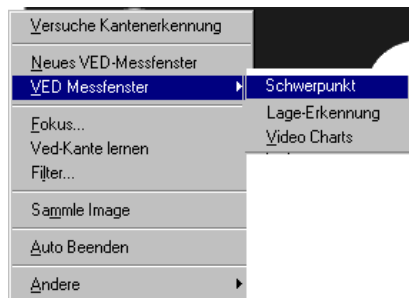 Versuche Kantenerkennung
Neues VED-Messfenster
VED Messfenster
Schwerpunkt
Lage-Erkennung
Video Charts
Fokus...
Ved-Kante lernen
Filter...
Sammle Image
Auto Beenden
Andere